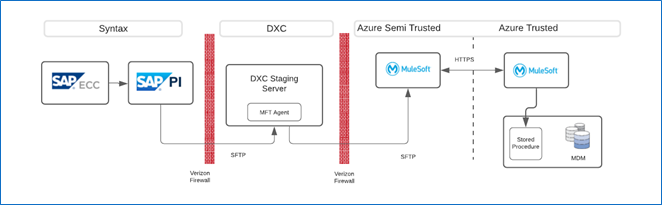 Syntax
DXC
Azure Semi Trusted
Azure Trusted
SAP ECC
SAP PI
DXC Staging
Server
MFT Agent
MuleSoft
HTTPS
MuleSoft
Stored
Procedure
MDM
SFTP
SFTP
Verizon
Firewall
Verizon
Firewall